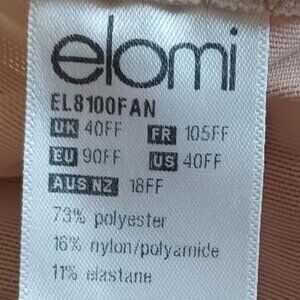 elomi
EL8100FAN
UK 40FF FR 105FF
EU 90FF US 40FF
AUS NZ 18FF
73% polyester
16% nylon/polyamide
11% elastane